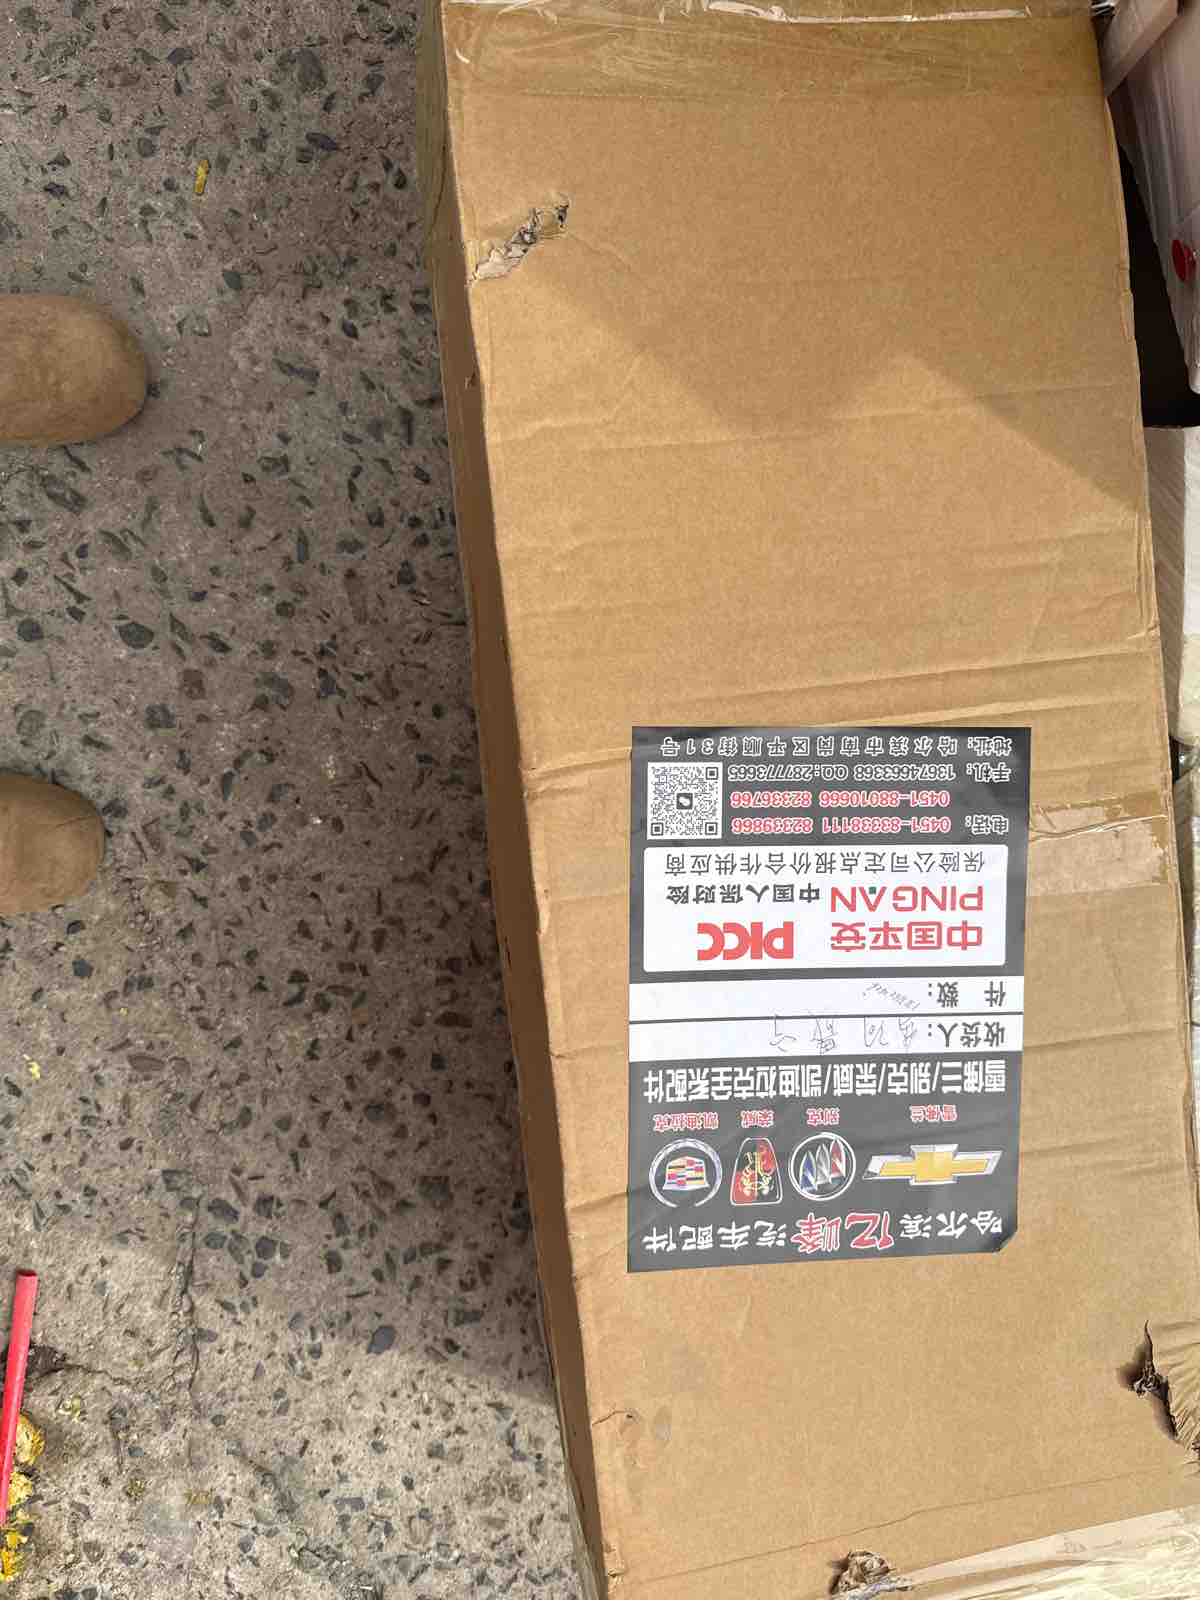 哈尔滨亿峰汽车配件
雪佛兰 别克 荣威 凯迪拉克
雪佛兰/别克/荣威/凯迪拉克全系配件
收货人：
件 数：
中国平安 PICC
PINGAN 中国人保财险
保险公司定点报价合作供应商
电话： 0451-83338111 82339866
0451-88010666 82336766
手机：13674663368 QQ:287773665
地址：哈尔滨市南岗区平顺街31号